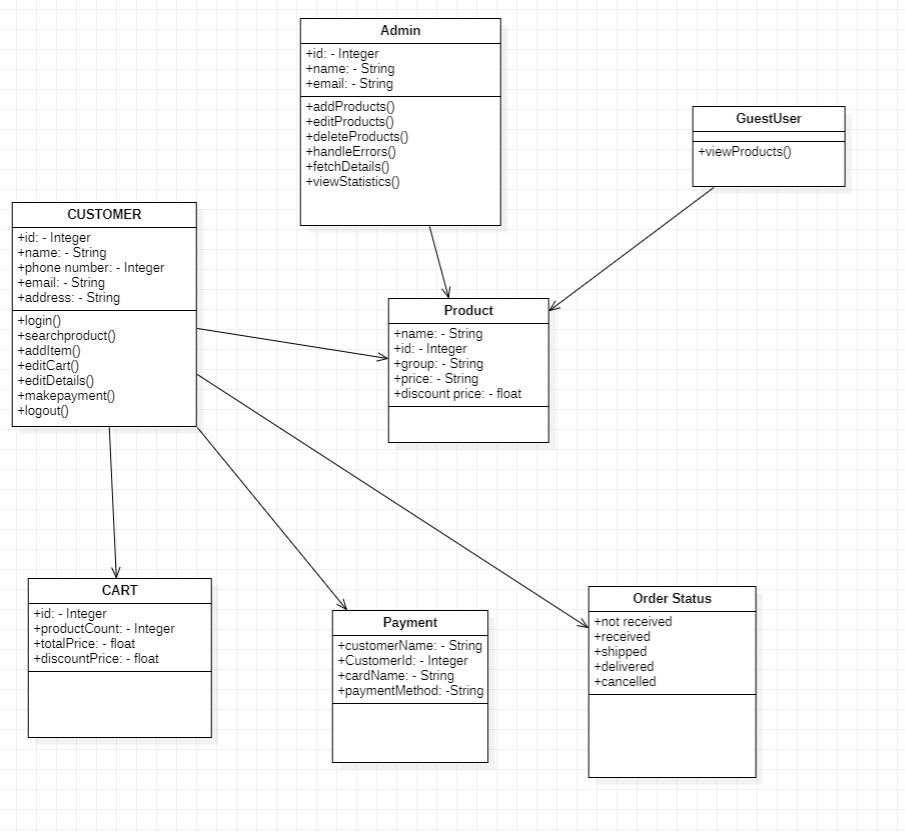 Admin
+id: - Integer
+name: - String
+email: - String
+addProducts()
+editProducts()
+deleteProducts()
+handleErrors()
+fetchDetails()
+viewStatistics()
GuestUser
+viewProducts()
CUSTOMER
+id: - Integer
+name: - String
+phone number: - Integer
+email: - String
+address: - String
+login()
+searchproduct()
+addItem()
+editCart()
+editDetails()
+makepayment()
+logout()
Product
+name: - String
+id: - Integer
+group: - String
+price: - String
+discount price: - float
CART
+id: - Integer
+productCount: - Integer
+totalPrice: - float
+discountPrice: - float
Payment
+customerName: - String
+CustomerId: - Integer
+cardName: - String
+paymentMethod: -String
Order Status
+not received
+received
+shipped
+delivered
+cancelled